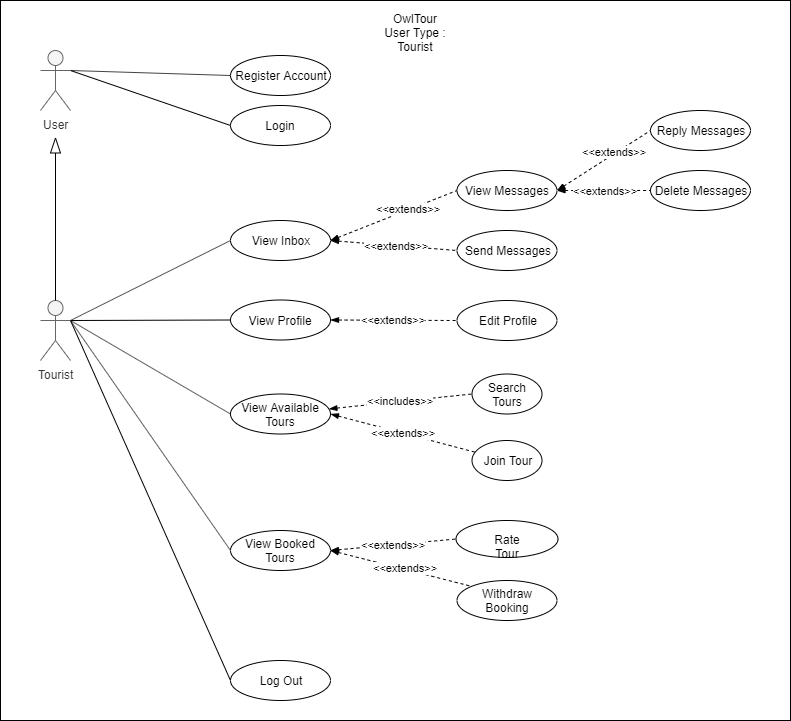 OwlTour
User Type :
Tourist
Register Account
User
Login
Reply Messages
<<extends>>
View Messages
<<extends>>
Delete Messages
<<extends>>
View Inbox
<<extends>>
Send Messages
View Profile
<<extends>>
Edit Profile
Tourist
Search
Tours
<<includes>>
View Available
Tours
<<extends>>
Join Tour
View Booked
Tours
<<extends>>
Rate
Tour
<<extends>>
Withdraw
Booking
Log Out